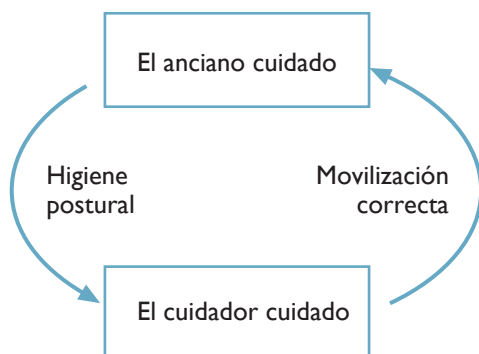 El anciano cuidado
Higiene
postural
Movilización
correcta
El cuidador cuidado